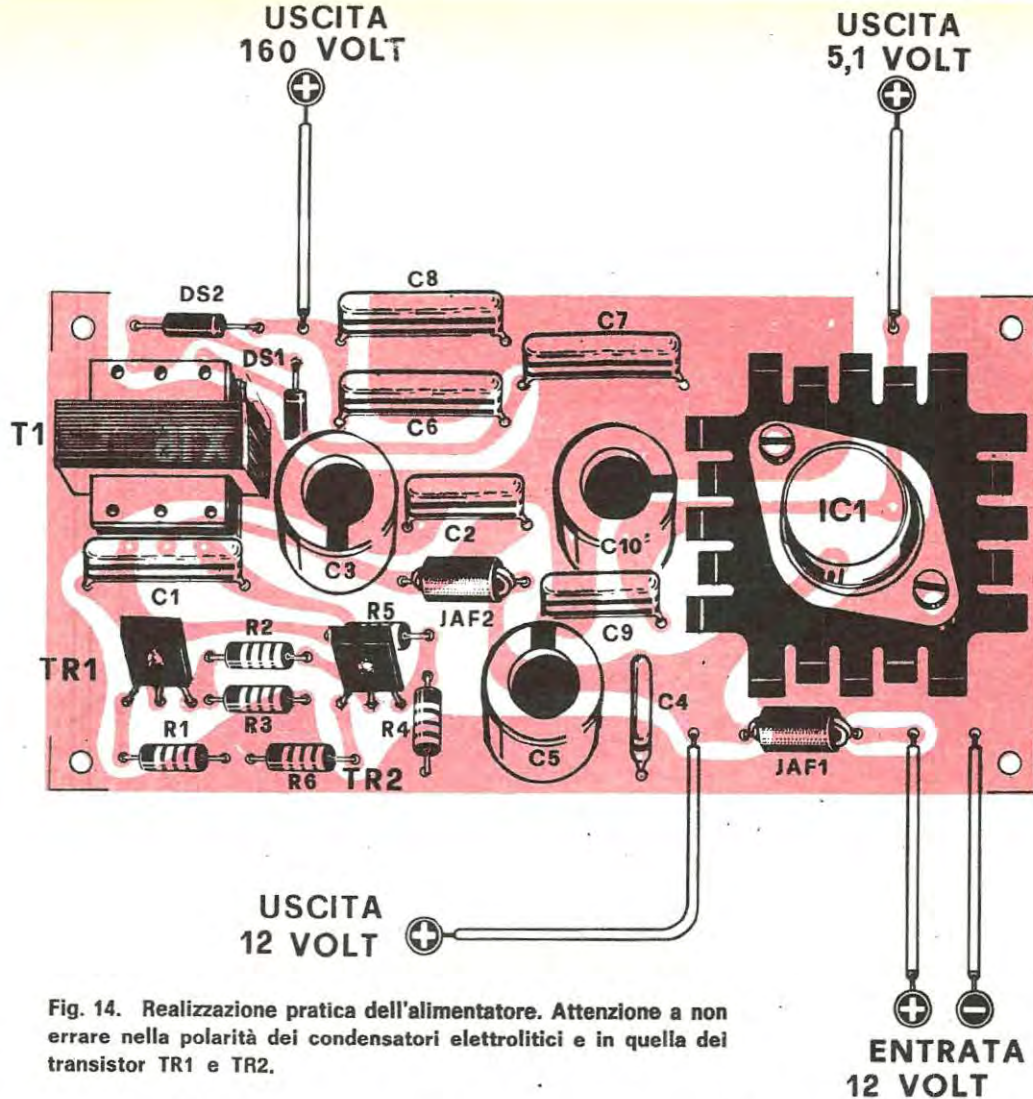 USCITA
160 VOLT
USCITA
5,1 VOLT
DS2
C8
C7
DS1
T1
C6
IC1
C2
C10
C3
C1
JAF2
R5
R2
C9
TR1
C4
R3
R4
R1
C5
R6
TR2
JAF1
USCITA
12 VOLT
Fig. 14. Realizzazione pratica dell'alimentatore. Attenzione a non
errare nella polarità dei condensatori elettrolitici e in quella dei
transistor TR1 e TR2.
ENTRATA
12 VOLT